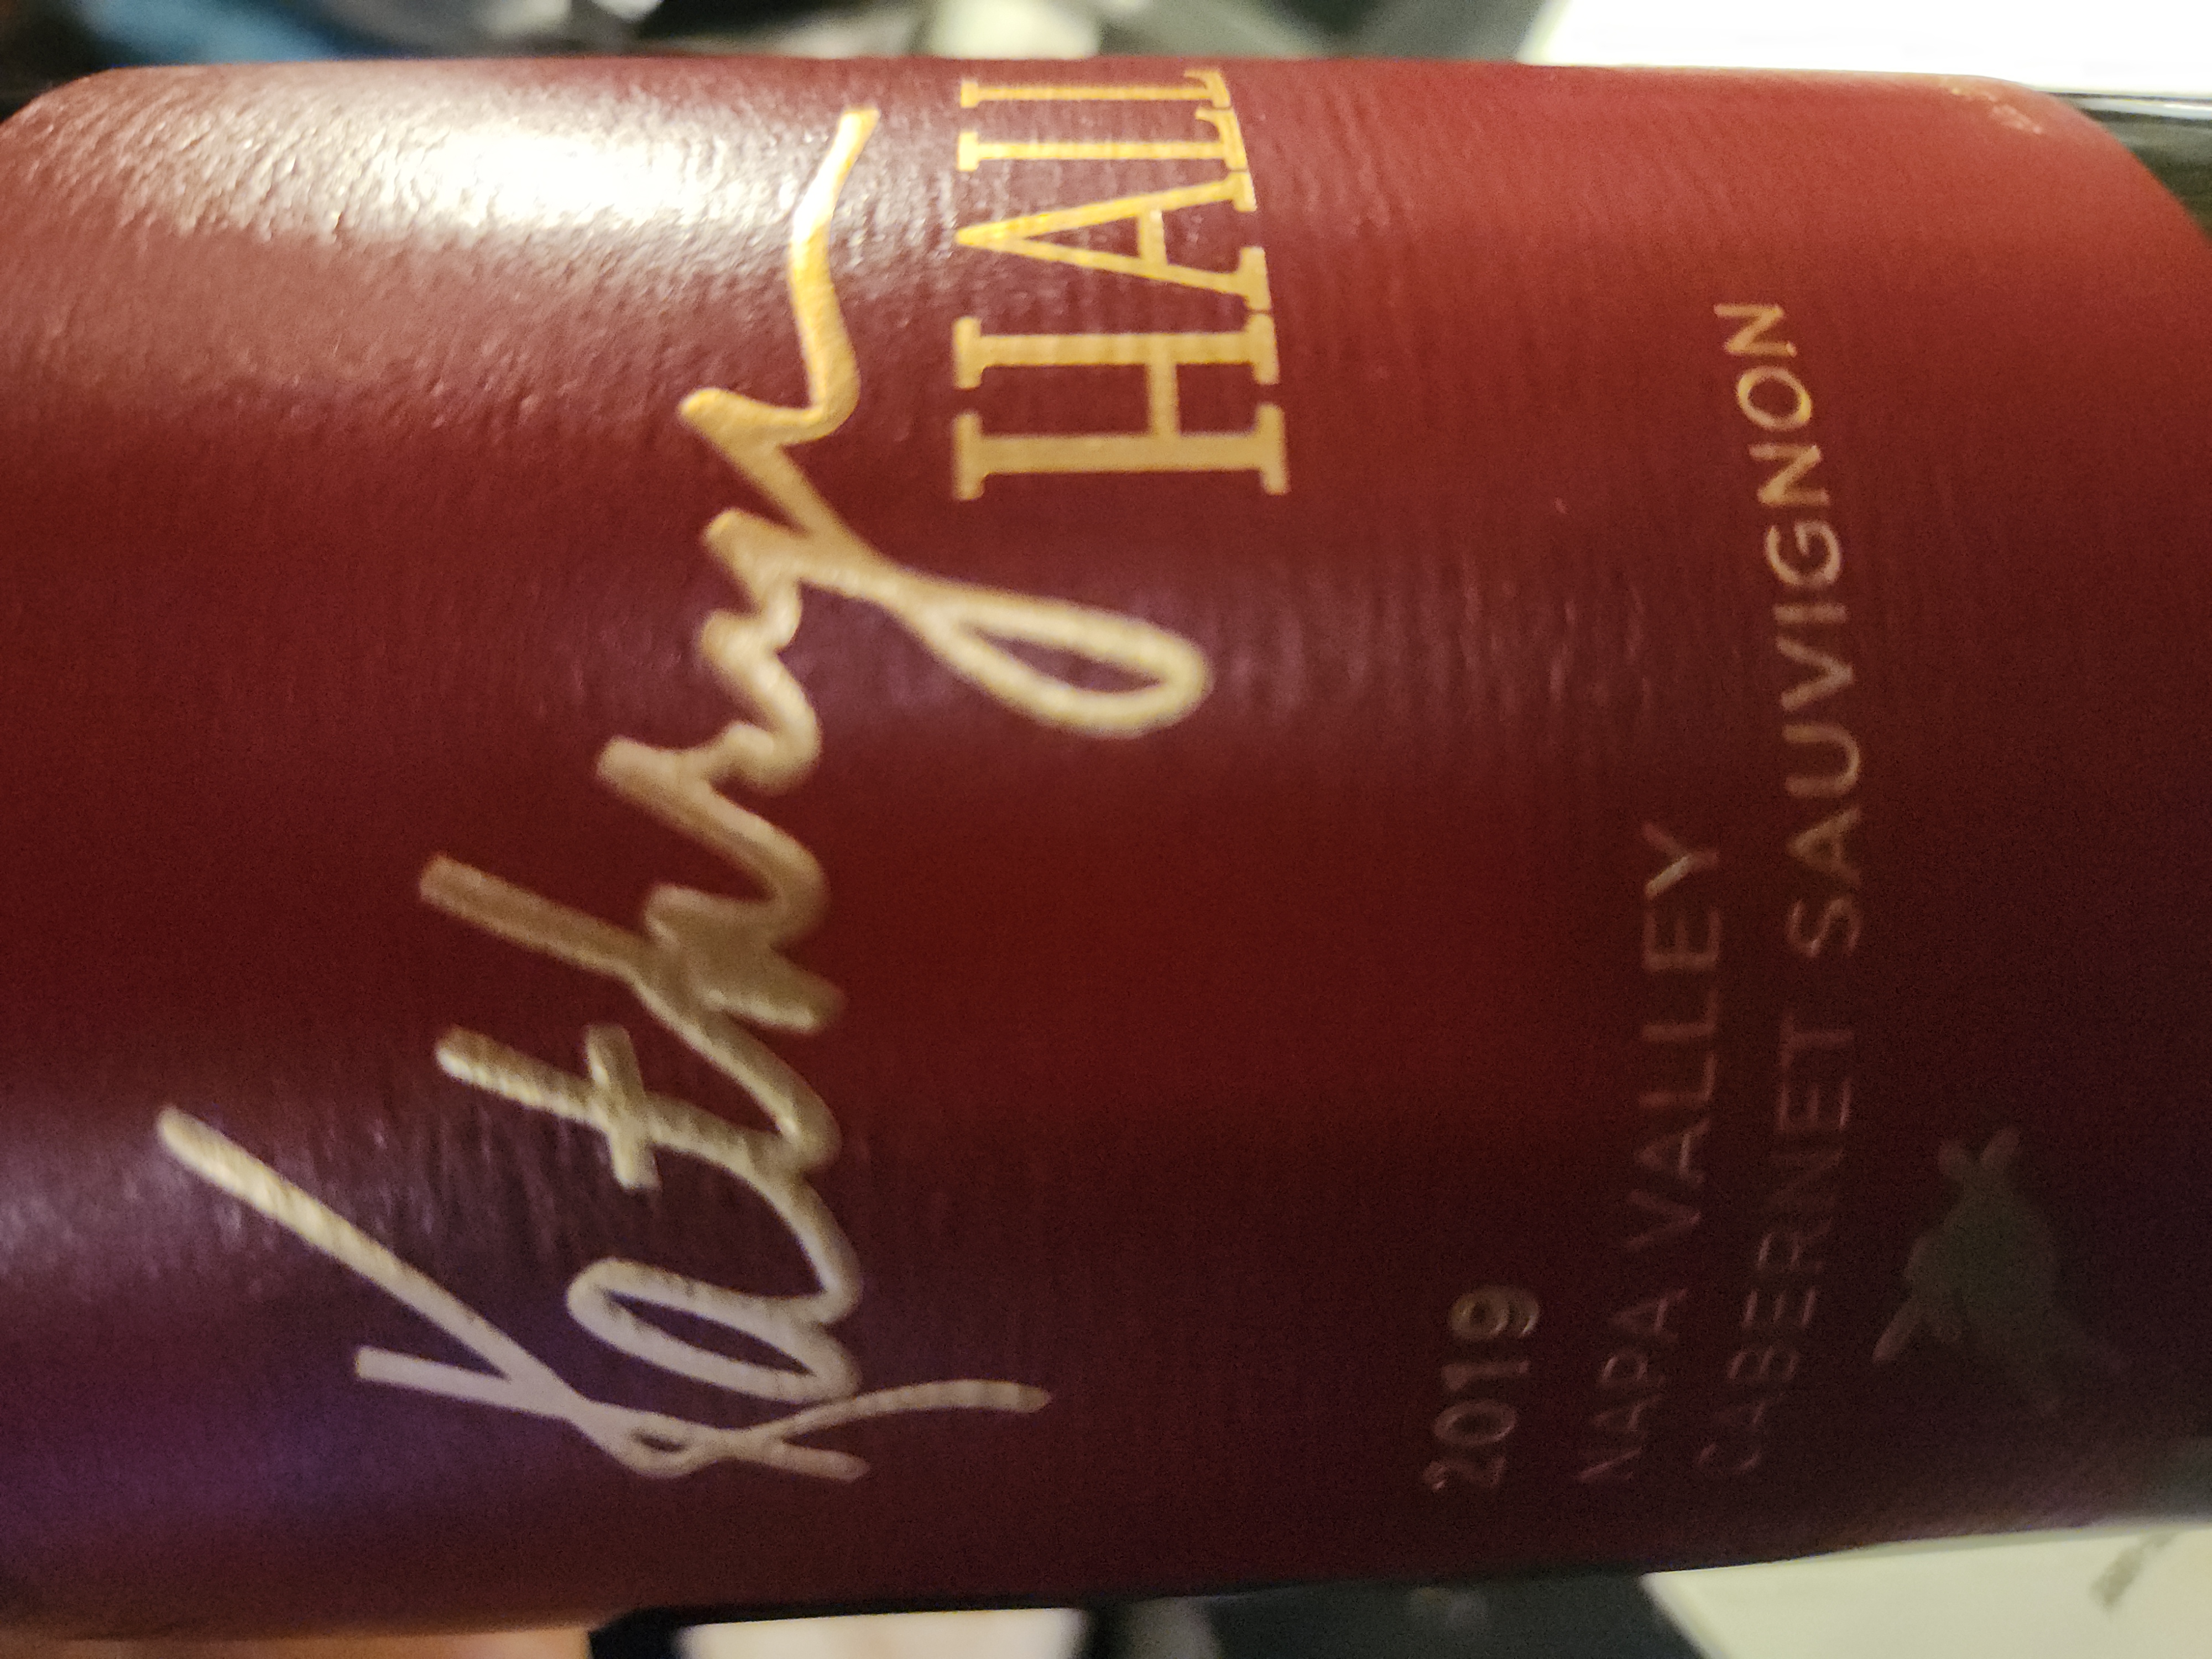 Kathryn
HALL
2019
NAPA VALLEY
CABERNET SAUVIGNON